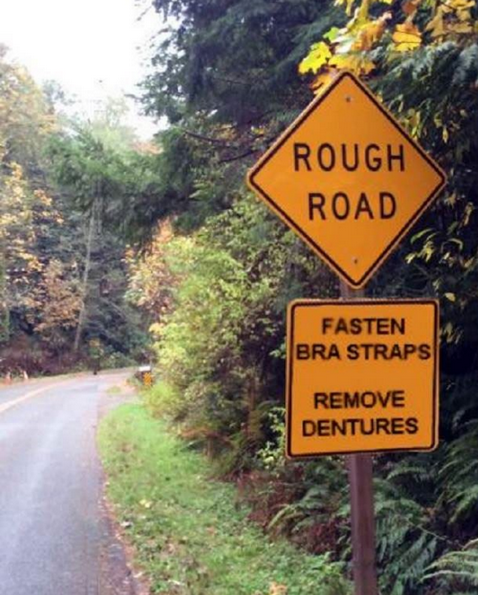 ROUGH
ROAD
FASTEN
BRA STRAPS
REMOVE
DENTURES